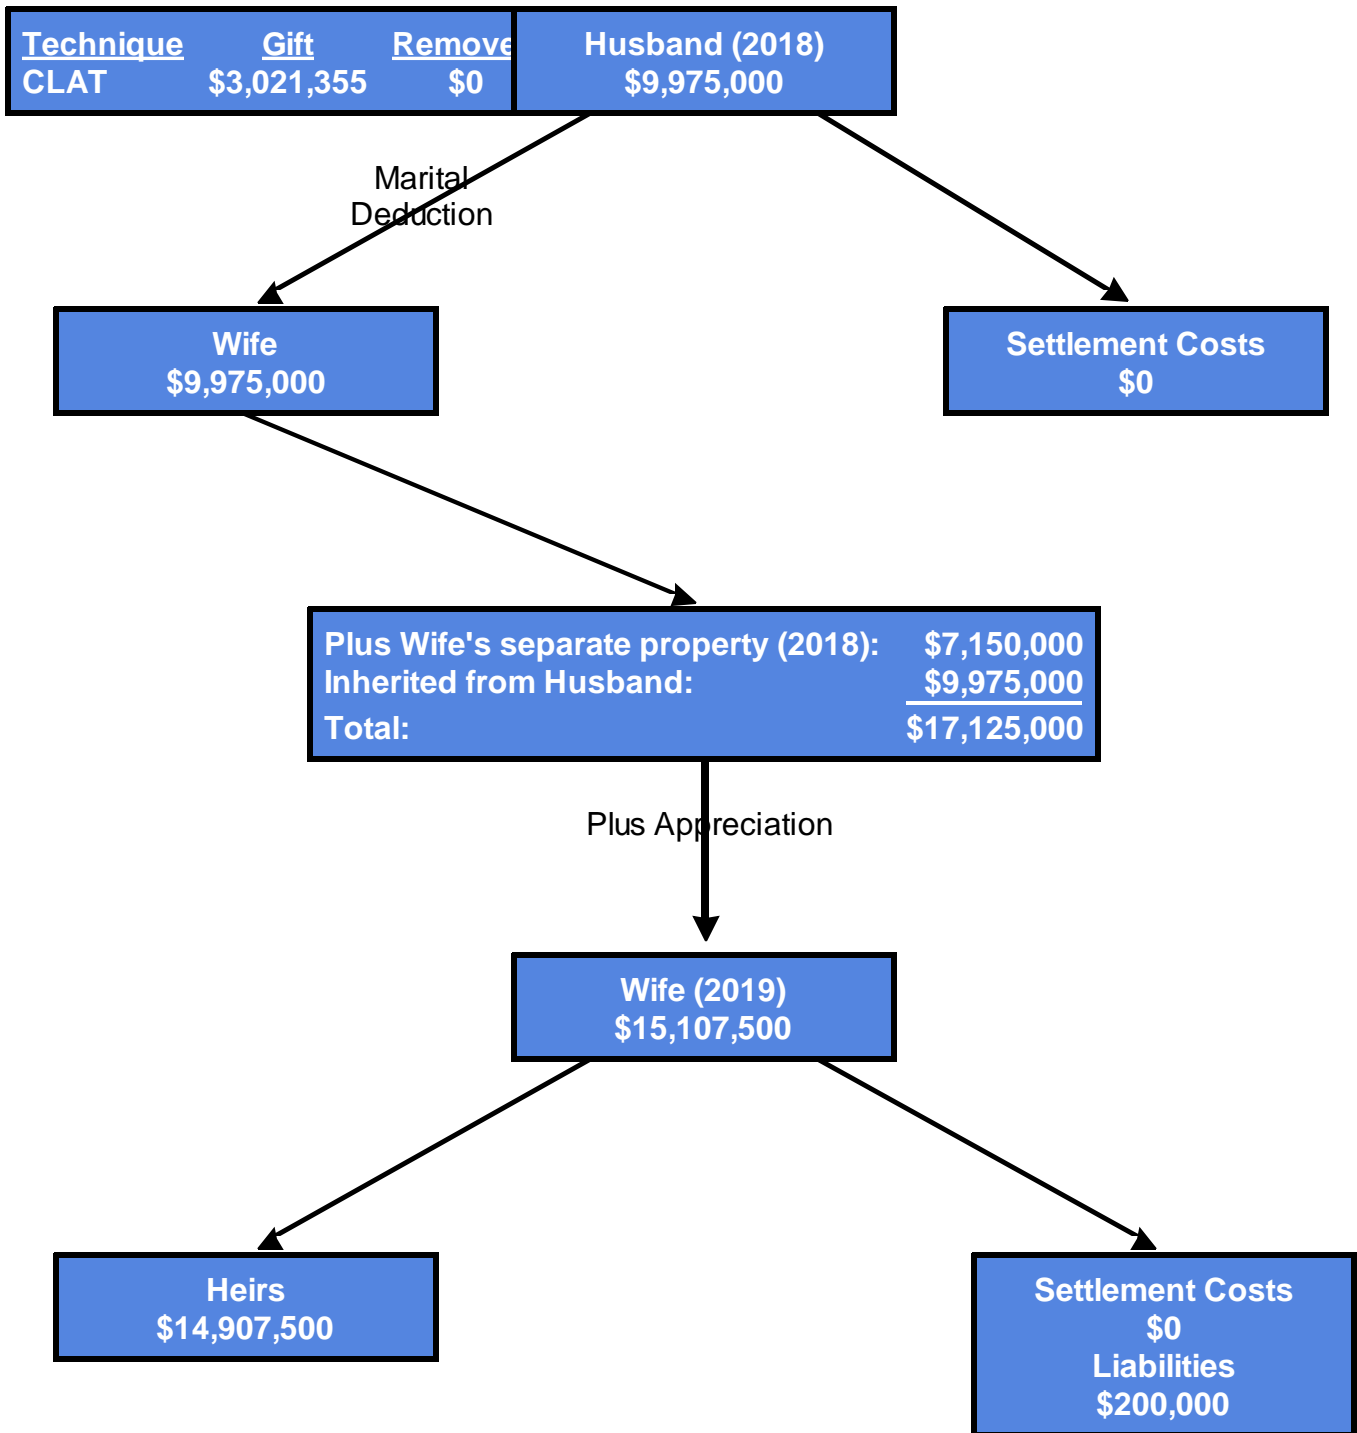 Technique Gift Remove
CLAT $3,021,355 $0
Husband (2018)
$9,975,000
Marital
Deduction
Wife
$9,975,000
Settlement Costs
$0
Plus Wife's separate property (2018): $7,150,000
Inherited from Husband: $9,975,000
Total: $17,125,000
Plus Appreciation
Wife (2019)
$15,107,500
Heirs
$14,907,500
Settlement Costs
$0
Liabilities
$200,000